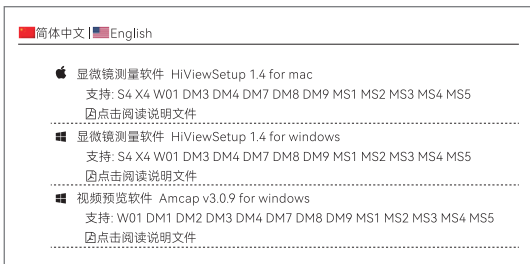 简体中文|English
显微镜测量软件 HiViewSetup 1.4 for mac
支持: S4 X4 W01 DM3 DM4 DM7 DM8 DM9 MS1 MS2 MS3 MS4 MS5
点击阅读说明文件
显微镜测量软件 HiViewSetup 1.4 for windows
支持: S4 X4 W01 DM3 DM4 DM7 DM8 DM9 MS1 MS2 MS3 MS4 MS5
点击阅读说明文件
视频预览软件 Amcap v3.0.9 for windows
支持: W01 DM1 DM2 DM3 DM4 DM7 DM8 DM9 MS1 MS2 MS3 MS4 MS5
点击阅读说明文件